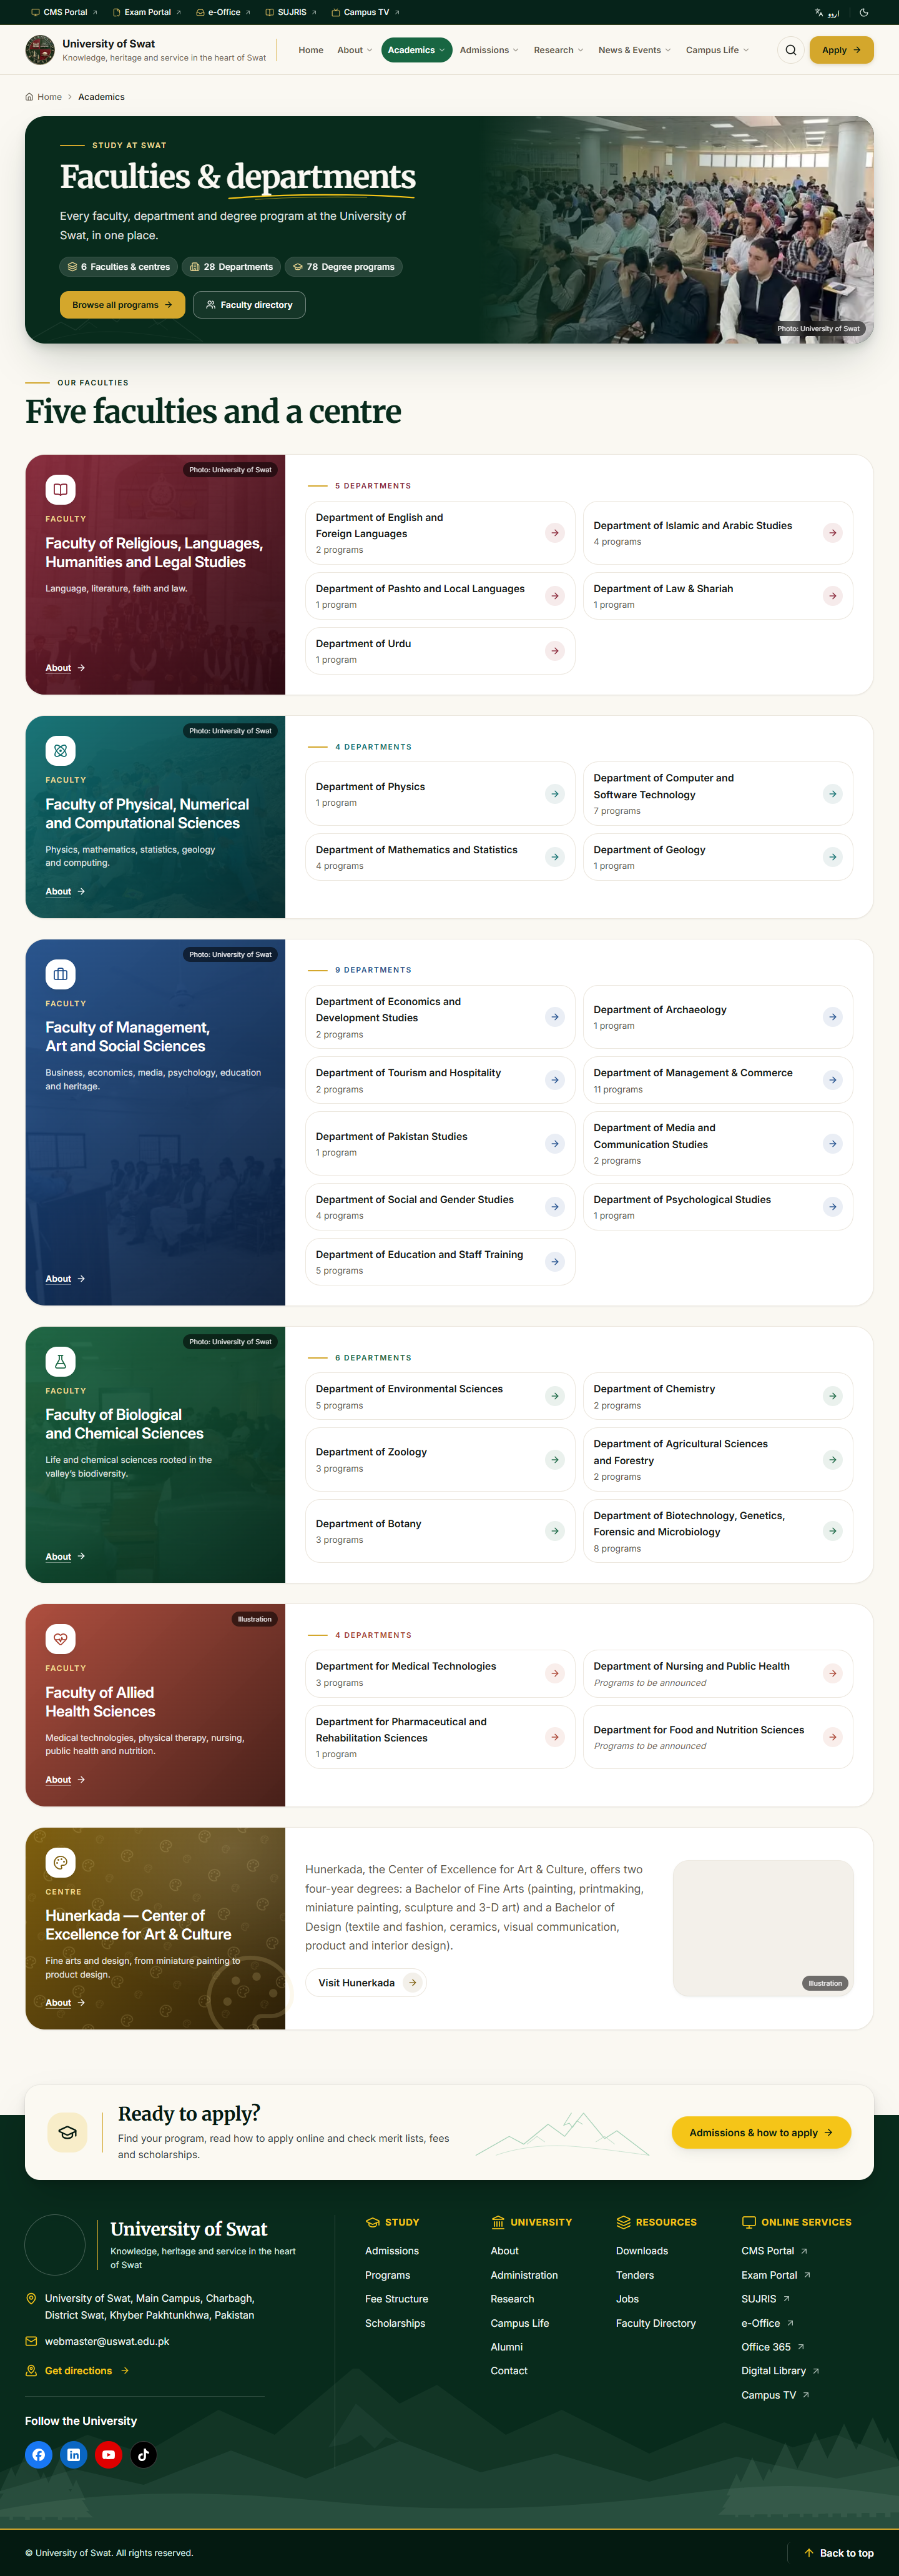 CMS Portal
Exam Portal
e-Office
SUJRIS
Campus TV
اردو
University of Swat
Knowledge, heritage and service in the heart of Swat
Home
About
Academics
Admissions
Research
News & Events
Campus Life
Apply
Home
Academics
STUDY AT SWAT
Faculties & departments
Every faculty, department and degree program at the University of
Swat, in one place.
6 Faculties & centres
28 Departments
78 Degree programs
Browse all programs
Faculty directory
Photo: University of Swat
OUR FACULTIES
Five faculties and a centre
Photo: University of Swat
FACULTY
Faculty of Religious, Languages,
Humanities and Legal Studies
Language, literature, faith and law.
About
5 DEPARTMENTS
Department of English and
Foreign Languages
2 programs
Department of Islamic and Arabic Studies
4 programs
Department of Pashto and Local Languages
1 program
Department of Law & Shariah
1 program
Department of Urdu
1 program
Photo: University of Swat
FACULTY
Faculty of Physical, Numerical
and Computational Sciences
Physics, mathematics, statistics, geology
and computing.
About
4 DEPARTMENTS
Department of Physics
1 program
Department of Computer and
Software Technology
7 programs
Department of Mathematics and Statistics
4 programs
Department of Geology
1 program
Photo: University of Swat
FACULTY
Faculty of Management,
Art and Social Sciences
Business, economics, media, psychology, education
and heritage.
About
9 DEPARTMENTS
Department of Economics and
Development Studies
2 programs
Department of Archaeology
1 program
Department of Tourism and Hospitality
2 programs
Department of Management & Commerce
11 programs
Department of Pakistan Studies
1 program
Department of Media and
Communication Studies
2 programs
Department of Social and Gender Studies
4 programs
Department of Psychological Studies
1 program
Department of Education and Staff Training
5 programs
Photo: University of Swat
FACULTY
Faculty of Biological
and Chemical Sciences
Life and chemical sciences rooted in the
valley's biodiversity.
About
6 DEPARTMENTS
Department of Environmental Sciences
5 programs
Department of Chemistry
2 programs
Department of Zoology
3 programs
Department of Agricultural Sciences
and Forestry
2 programs
Department of Botany
3 programs
Department of Biotechnology, Genetics,
Forensic and Microbiology
8 programs
Illustration
FACULTY
Faculty of Allied
Health Sciences
Medical technologies, physical therapy, nursing,
public health and nutrition.
About
4 DEPARTMENTS
Department for Medical Technologies
3 programs
Department of Nursing and Public Health
Programs to be announced
Department for Pharmaceutical and
Rehabilitation Sciences
1 program
Department for Food and Nutrition Sciences
Programs to be announced
CENTRE
Hunerkada — Center of
Excellence for Art & Culture
Fine arts and design, from miniature painting to
product design.
About
Hunerkada, the Center of Excellence for Art & Culture, offers two
four-year degrees: a Bachelor of Fine Arts (painting, printmaking,
miniature painting, sculpture and 3-D art) and a Bachelor of
Design (textile and fashion, ceramics, visual communication,
product and interior design).
Visit Hunerkada
Illustration
Ready to apply?
Find your program, read how to apply online and check merit lists, fees
and scholarships.
Admissions & how to apply
University of Swat
Knowledge, heritage and service in the heart
of Swat
University of Swat, Main Campus, Charbagh,
District Swat, Khyber Pakhtunkhwa, Pakistan
webmaster@uswat.edu.pk
Get directions
Follow the University
STUDY
Admissions
Programs
Fee Structure
Scholarships
UNIVERSITY
About
Administration
Research
Campus Life
Alumni
Contact
RESOURCES
Downloads
Tenders
Jobs
Faculty Directory
ONLINE SERVICES
CMS Portal
Exam Portal
SUJRIS
e-Office
Office 365
Digital Library
Campus TV
© University of Swat. All rights reserved.
Back to top